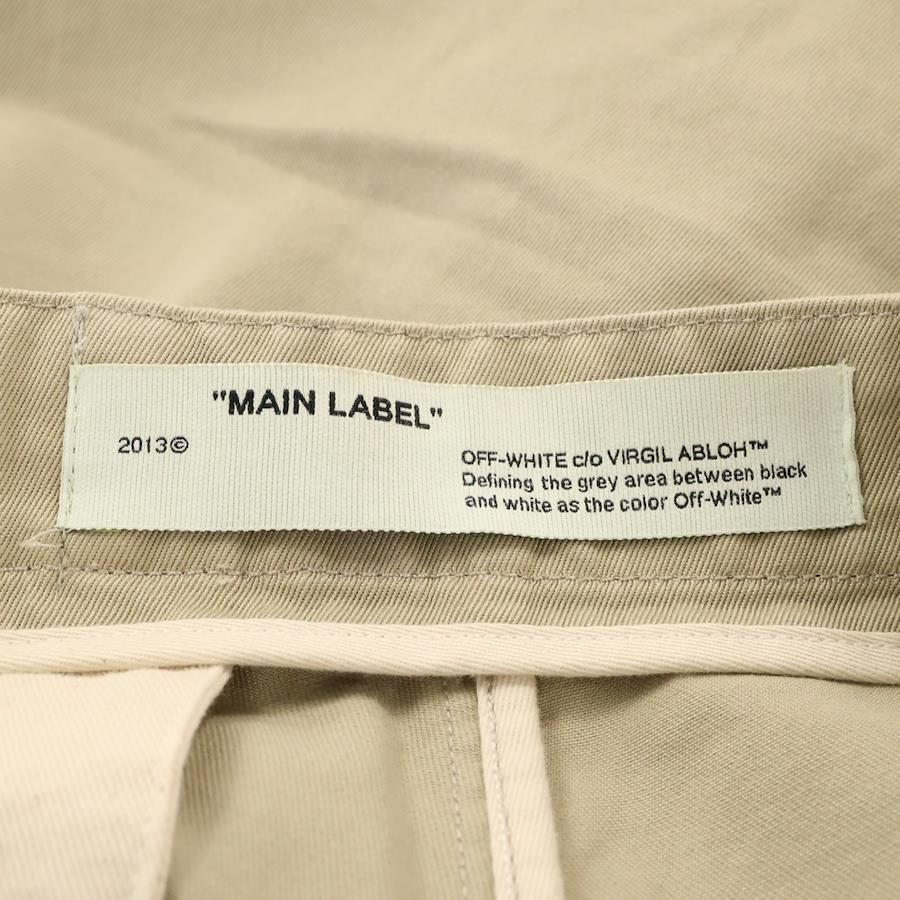 "MAIN LABEL"
2013©
OFF-WHITE c/o VIRGIL ABLOH™
Defining the grey area between black
and white as the color Off-White™